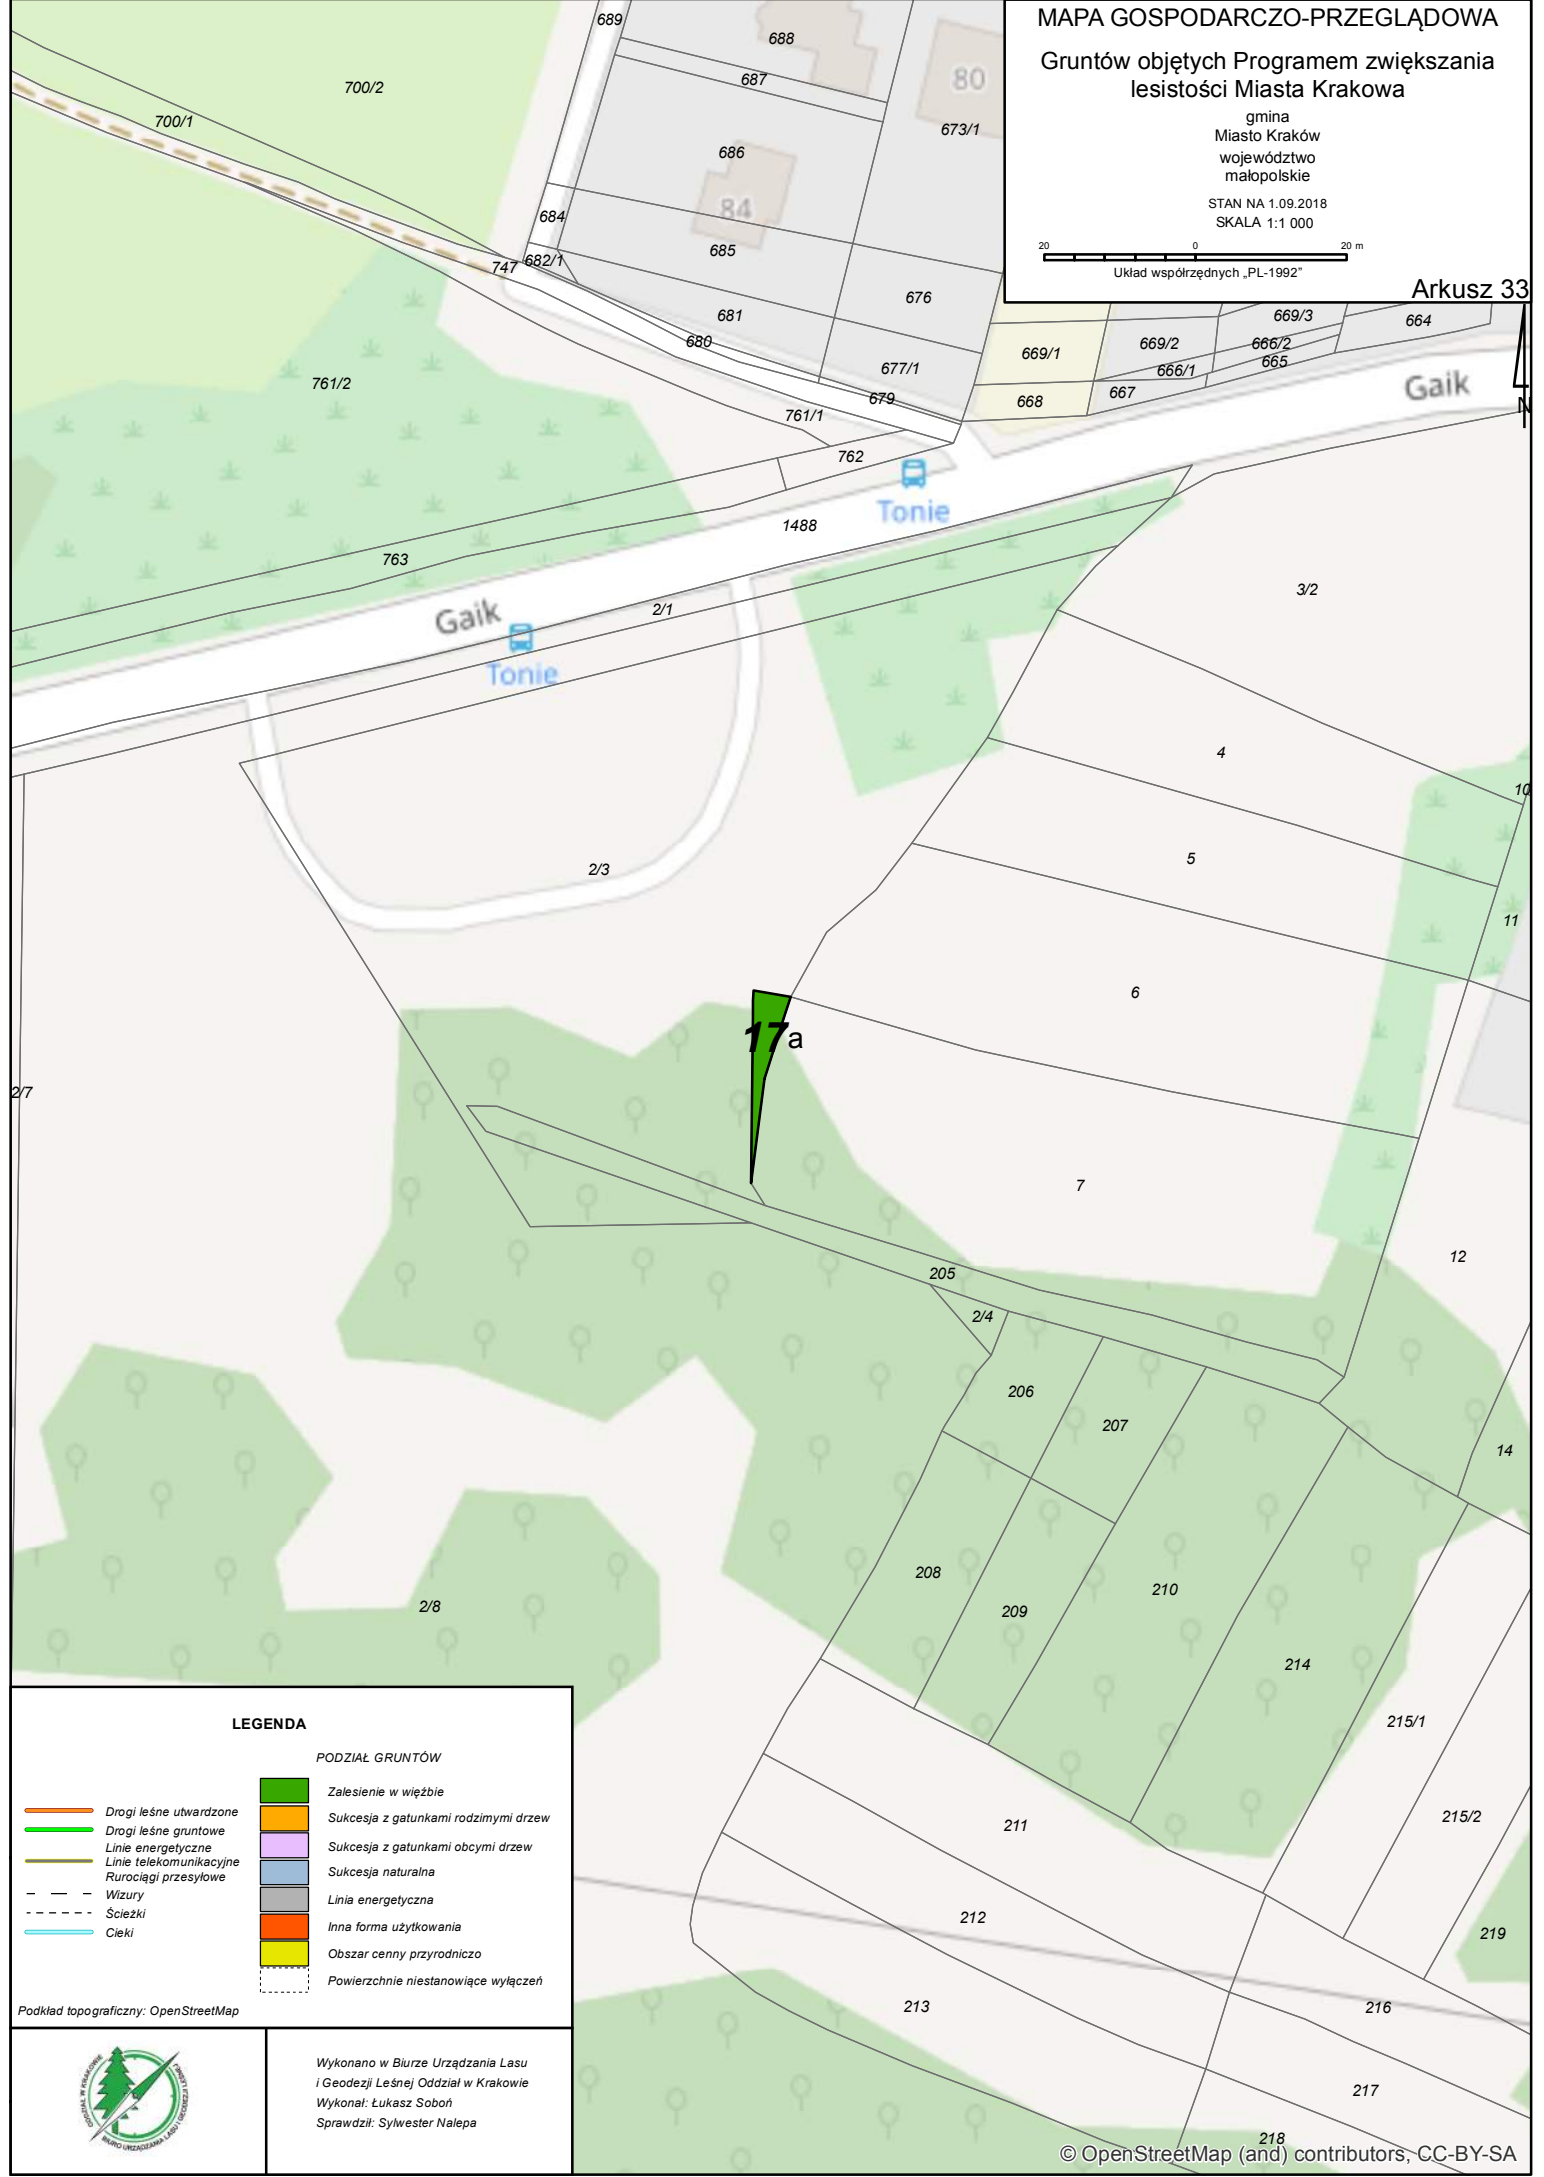 MAPA GOSPODARCZO-PRZEGLĄDOWA
Gruntów objętych Programem zwiększania
lesistości Miasta Krakowa
gmina
Miasto Kraków
województwo
małopolskie
STAN NA 1.09.2018
SKALA 1:1 000
20 0 20 m
Układ współrzędnych „PL-1992”
Arkusz 33
N
689
688
687
80
700/2
700/1
673/1
686
84
684
685
682/1
747
676
681
680
669/3
664
669/2
666/2
669/1
665
677/1
666/1
667
668
679
761/2
761/1
Gaik
762
Tonie
1488
763
3/2
2/1
Gaik
Tonie
4
10
5
2/3
11
6
17a
2/7
7
12
205
2/4
206
207
14
208
209
210
2/8
214
215/1
215/2
211
212
219
213
216
217
218
LEGENDA
PODZIAŁ GRUNTÓW
Drogi leśne utwardzone
Drogi leśne gruntowe
Linie energetyczne
Linie telekomunikacyjne
Rurociągi przesyłowe
Wizury
Ścieżki
Cieki
Zalesienie w więźbie
Sukcesja z gatunkami rodzimymi drzew
Sukcesja z gatunkami obcymi drzew
Sukcesja naturalna
Linia energetyczna
Inna forma użytkowania
Obszar cenny przyrodniczo
Powierzchnie niestanowiące wyłączeń
Podkład topograficzny: OpenStreetMap
ODDZIAŁ W KRAKOWIE
BIURO URZĄDZANIA LASU I GEODEZJI LEŚNEJ
Wykonano w Biurze Urządzania Lasu
i Geodezji Leśnej Oddział w Krakowie
Wykonał: Łukasz Soboń
Sprawdził: Sylwester Nalepa
© OpenStreetMap (and) contributors, CC-BY-SA